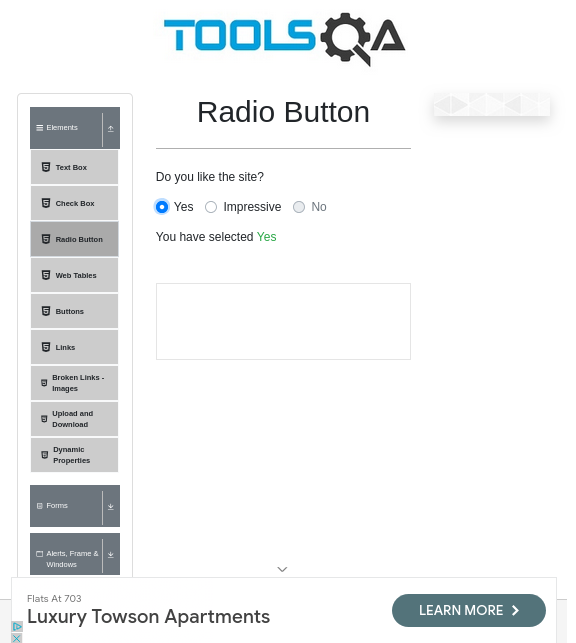 TOOLSQA
Radio Button
Elements
Text Box
Check Box
Radio Button
Web Tables
Buttons
Links
Broken Links -
Images
Upload and
Download
Dynamic
Properties
Forms
Alerts, Frame &
Windows
Do you like the site?
Yes Impressive No
You have selected Yes
Flats At 703
Luxury Towson Apartments
LEARN MORE